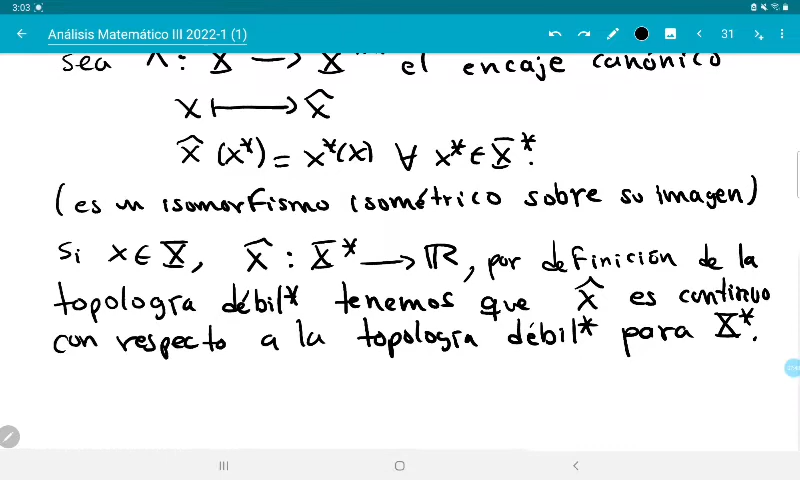 3:03
Análisis Matemático III 2022-1 (1)
31
sea ∧ : X → X el encaje canónico
x ⟼ x̂
x̂ (x*) = x*(x) ∀ x* ∈ X*.
(es un isomorfismo isométrico sobre su imagen)
Si x ∈ X, x̂ : X* → ℝ, por definición de la
topología débil* tenemos que x̂ es continuo
con respecto a la topología débil* para X*.